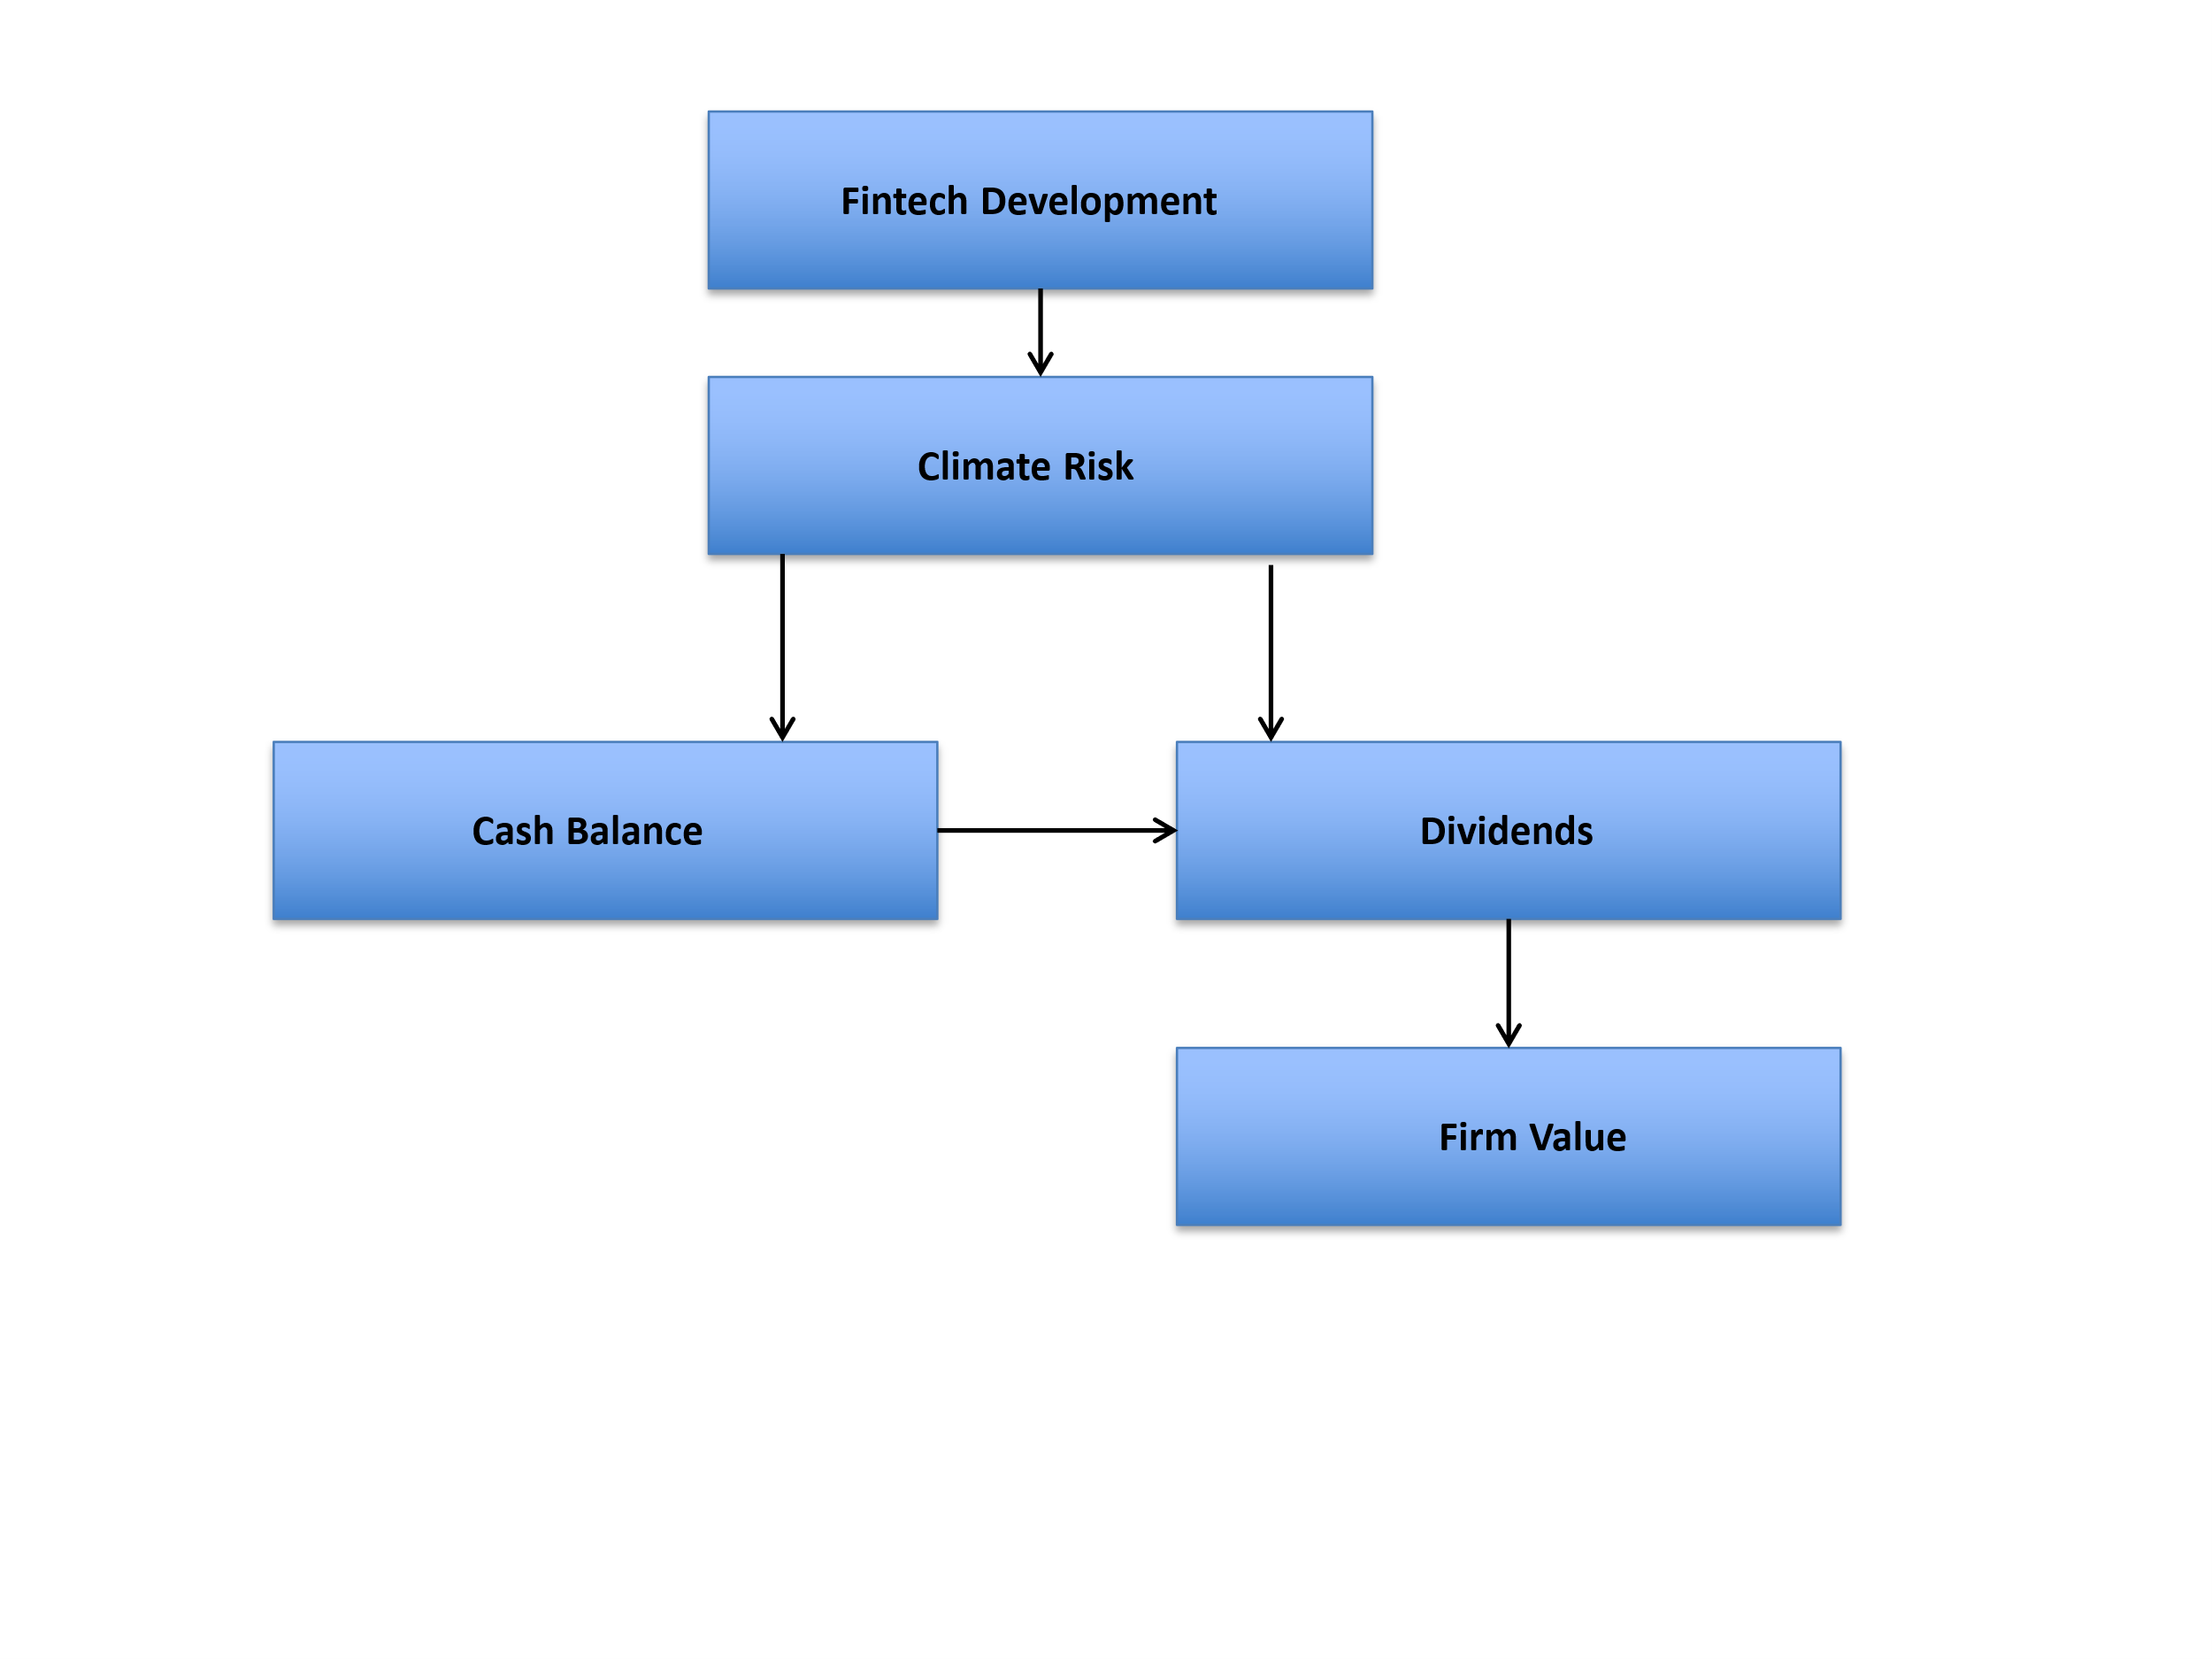 Fintech Development
Climate Risk
Cash Balance
Dividends
Firm Value